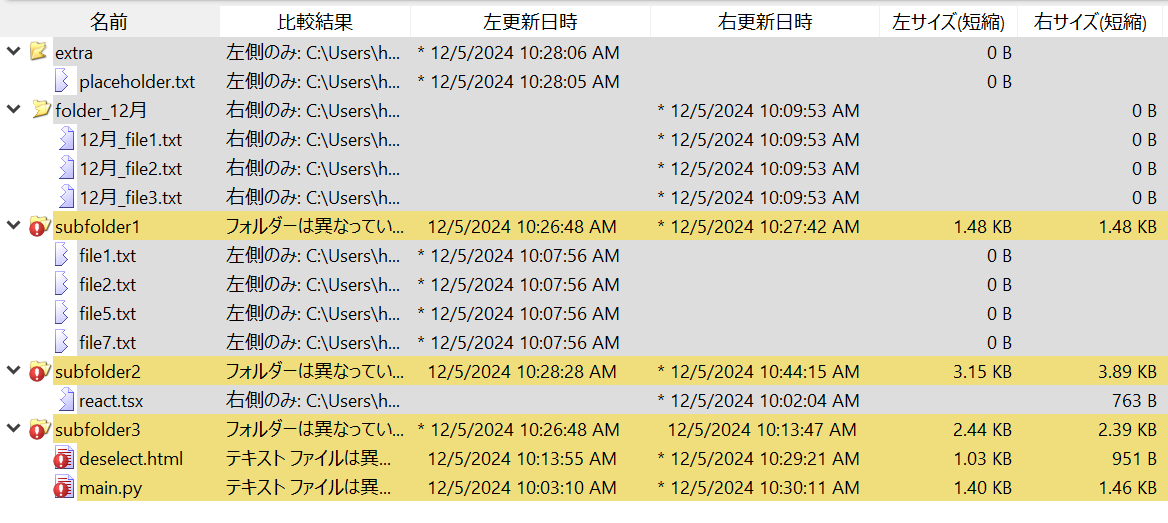 名前 比較結果 左更新日時 右更新日時 左サイズ(短縮) 右サイズ(短縮)
extra 左側のみ: C:\Users\h... * 12/5/2024 10:28:06 AM 0 B
placeholder.txt 左側のみ: C:\Users\h... * 12/5/2024 10:28:05 AM 0 B
folder_12月 右側のみ: C:\Users\h... * 12/5/2024 10:09:53 AM 0 B
12月_file1.txt 右側のみ: C:\Users\h... * 12/5/2024 10:09:53 AM 0 B
12月_file2.txt 右側のみ: C:\Users\h... * 12/5/2024 10:09:53 AM 0 B
12月_file3.txt 右側のみ: C:\Users\h... * 12/5/2024 10:09:53 AM 0 B
subfolder1 フォルダーは異なってい... 12/5/2024 10:26:48 AM * 12/5/2024 10:27:42 AM 1.48 KB 1.48 KB
file1.txt 左側のみ: C:\Users\h... * 12/5/2024 10:07:56 AM 0 B
file2.txt 左側のみ: C:\Users\h... * 12/5/2024 10:07:56 AM 0 B
file5.txt 左側のみ: C:\Users\h... * 12/5/2024 10:07:56 AM 0 B
file7.txt 左側のみ: C:\Users\h... * 12/5/2024 10:07:56 AM 0 B
subfolder2 フォルダーは異なってい... 12/5/2024 10:28:28 AM * 12/5/2024 10:44:15 AM 3.15 KB 3.89 KB
react.tsx 右側のみ: C:\Users\h... * 12/5/2024 10:02:04 AM 763 B
subfolder3 フォルダーは異なってい... * 12/5/2024 10:26:48 AM 12/5/2024 10:13:47 AM 2.44 KB 2.39 KB
deselect.html テキスト ファイルは異... 12/5/2024 10:13:55 AM * 12/5/2024 10:29:21 AM 1.03 KB 951 B
main.py テキスト ファイルは異... 12/5/2024 10:03:10 AM * 12/5/2024 10:30:11 AM 1.40 KB 1.46 KB